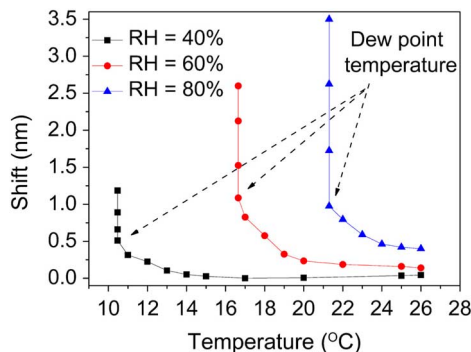 3.5
3.0
2.5
2.0
1.5
1.0
0.5
0.0
Shift (nm)
RH = 40%
RH = 60%
RH = 80%
Dew point
temperature
10 12 14 16 18 20 22 24 26 28
Temperature (ᴼC)